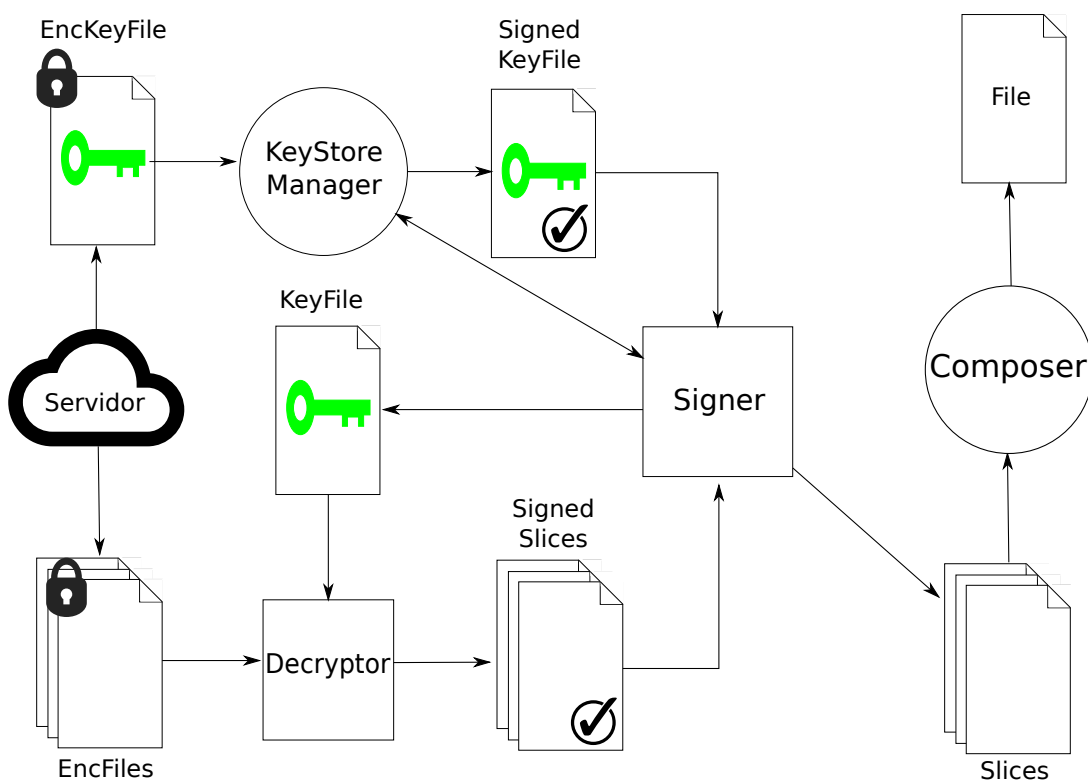 EncKeyFile
Signed
KeyFile
File
KeyStore
Manager
KeyFile
Servidor
Signer
Composer
Signed
Slices
Decryptor
EncFiles
Slices